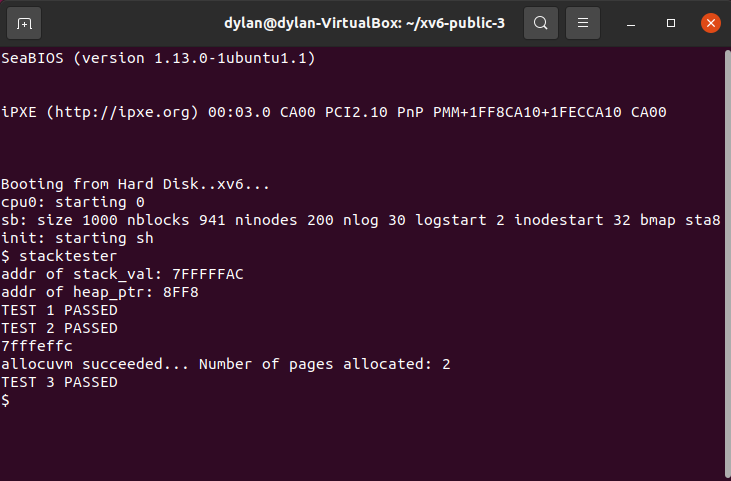 dylan@dylan-VirtualBox: ~/xv6-public-3
SeaBIOS (version 1.13.0-1ubuntu1.1)
iPXE (http://ipxe.org) 00:03.0 CA00 PCI2.10 PnP PMM+1FF8CA10+1FECCA10 CA00
Booting from Hard Disk..xv6...
cpu0: starting 0
sb: size 1000 nblocks 941 ninodes 200 nlog 30 logstart 2 inodestart 32 bmap sta8
init: starting sh
$ stacktester
addr of stack_val: 7FFFFFAC
addr of heap_ptr: 8FF8
TEST 1 PASSED
TEST 2 PASSED
7fffeffc
allocuvm succeeded... Number of pages allocated: 2
TEST 3 PASSED
$